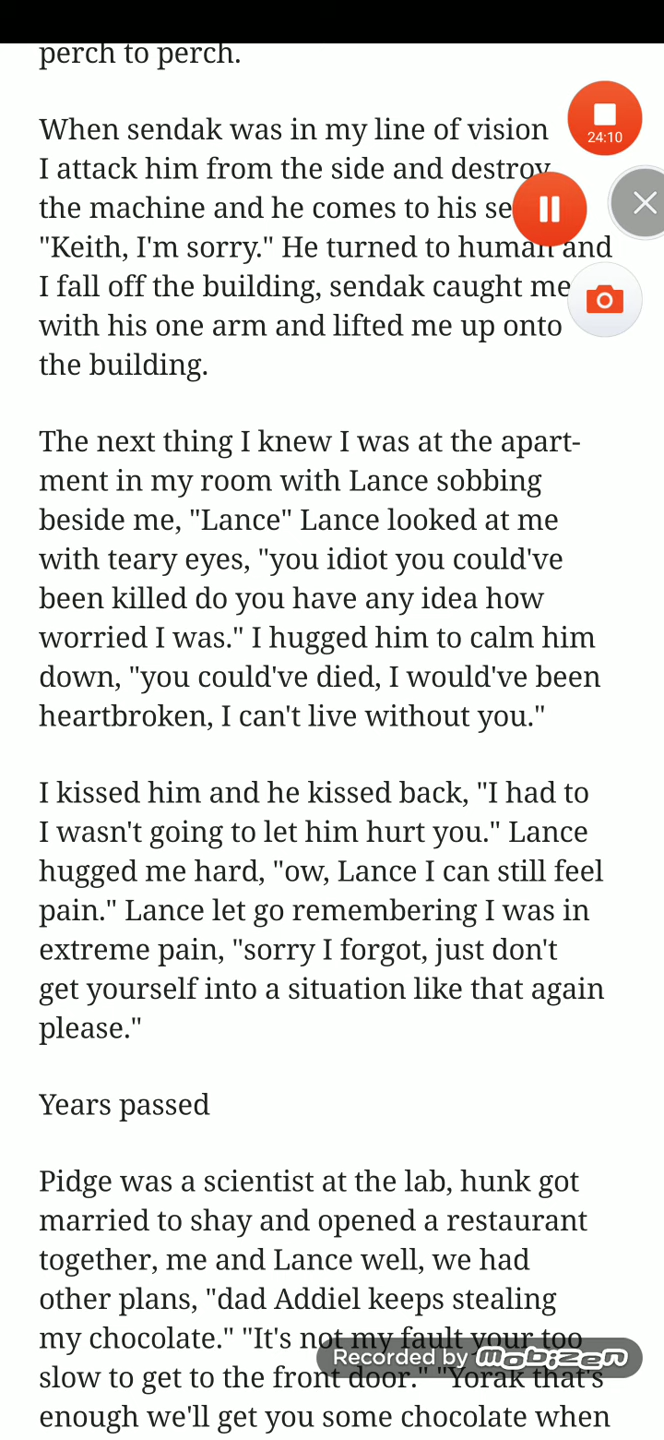 perch to perch.
When sendak was in my line of vision
24:10
I attack him from the side and destroy
the machine and he comes to his se
"Keith, I'm sorry." He turned to human and
I fall off the building, sendak caught me
with his one arm and lifted me up onto
the building.
The next thing I knew I was at the apart-
ment in my room with Lance sobbing
beside me, "Lance" Lance looked at me
with teary eyes, "you idiot you could've
been killed do you have any idea how
worried I was." I hugged him to calm him
down, "you could've died, I would've been
heartbroken, I can't live without you."
I kissed him and he kissed back, "I had to
I wasn't going to let him hurt you." Lance
hugged me hard, "ow, Lance I can still feel
pain." Lance let go remembering I was in
extreme pain, "sorry I forgot, just don't
get yourself into a situation like that again
please."
Years passed
Pidge was a scientist at the lab, hunk got
married to shay and opened a restaurant
together, me and Lance well, we had
other plans, "dad Addiel keeps stealing
my chocolate." "It's not my fault your too
Recorded by Mobizen
slow to get to the front door." "Yorak that's
enough we'll get you some chocolate when